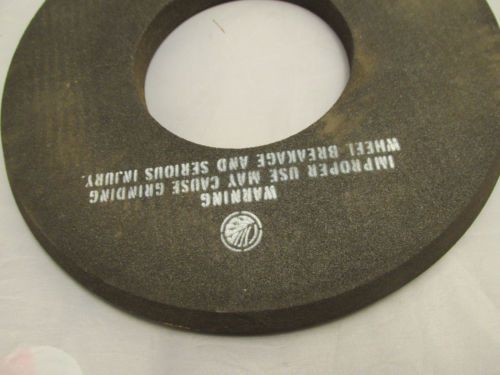 WARNING
IMPROPER USE MAY CAUSE GRINDING
WHEEL BREAKAGE AND SERIOUS INJURY.